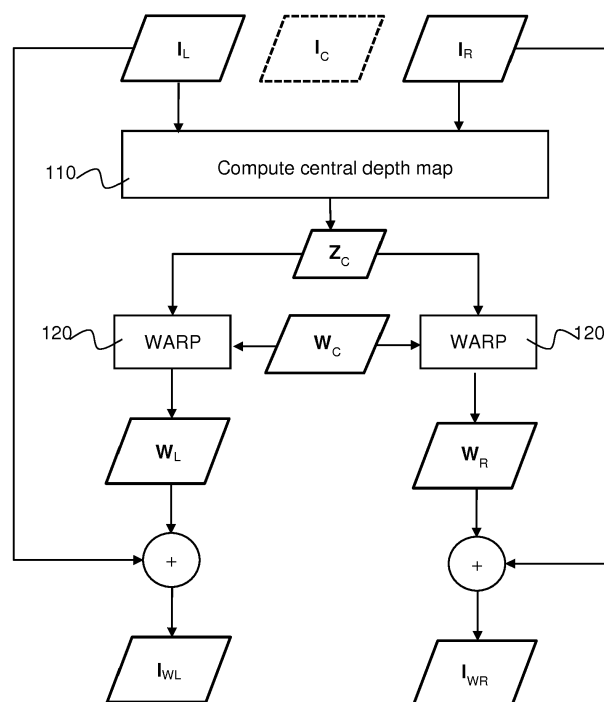 I_L I_C I_R
110 Compute central depth map
Z_C
120 WARP W_C WARP 120
W_L W_R
+ +
I_WL I_WR